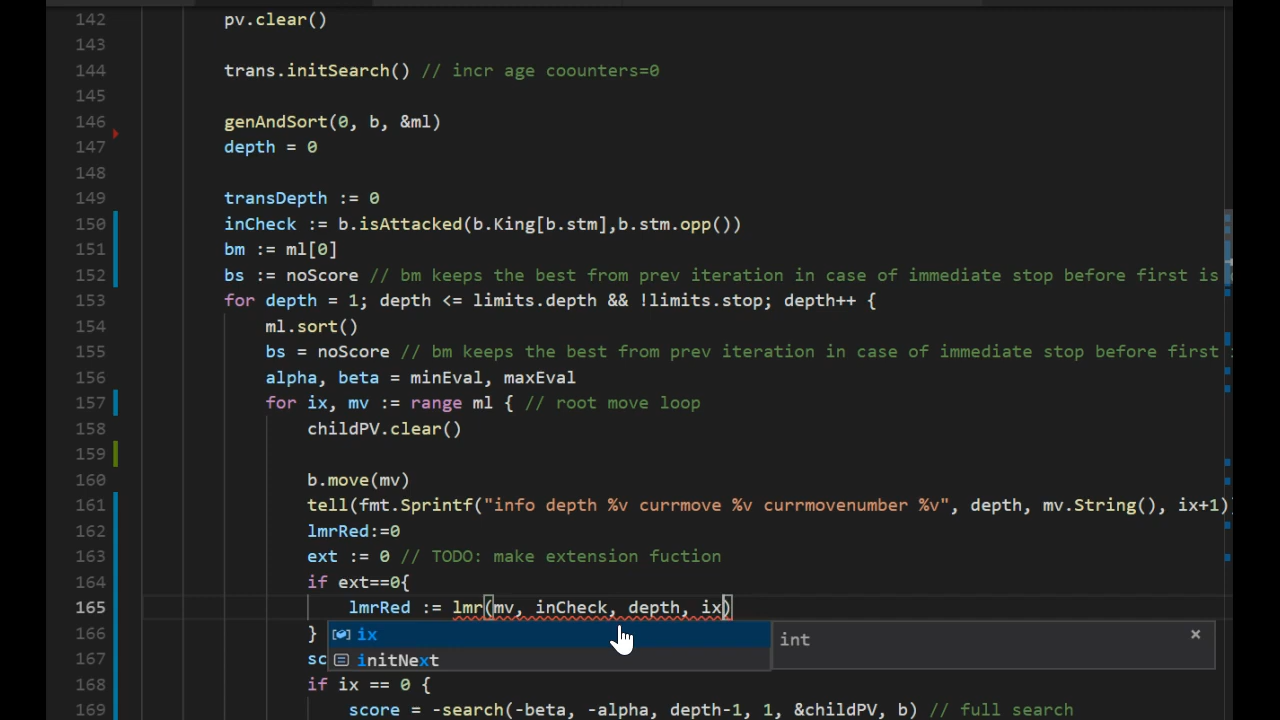 142 pv.clear()
143
144 trans.initSearch() // incr age coounters=0
145
146 genAndSort(0, b, &ml)
147 depth = 0
148
149 transDepth := 0
150 inCheck := b.isAttacked(b.King[b.stm],b.stm.opp())
151 bm := ml[0]
152 bs := noScore // bm keeps the best from prev iteration in case of immediate stop before first is
153 for depth = 1; depth <= limits.depth && !limits.stop; depth++ {
154 ml.sort()
155 bs = noScore // bm keeps the best from prev iteration in case of immediate stop before first
156 alpha, beta = minEval, maxEval
157 for ix, mv := range ml { // root move loop
158 childPV.clear()
159
160 b.move(mv)
161 tell(fmt.Sprintf("info depth %v currmove %v currmovenumber %v", depth, mv.String(), ix+1)
162 lmrRed:=0
163 ext := 0 // TODO: make extension fuction
164 if ext==0{
165 lmrRed := lmr(mv, inCheck, depth, ix)
166 } ix int ×
167 sc initNext
168 if ix == 0 {
169 score = -search(-beta, -alpha, depth-1, 1, &childPV, b) // full search